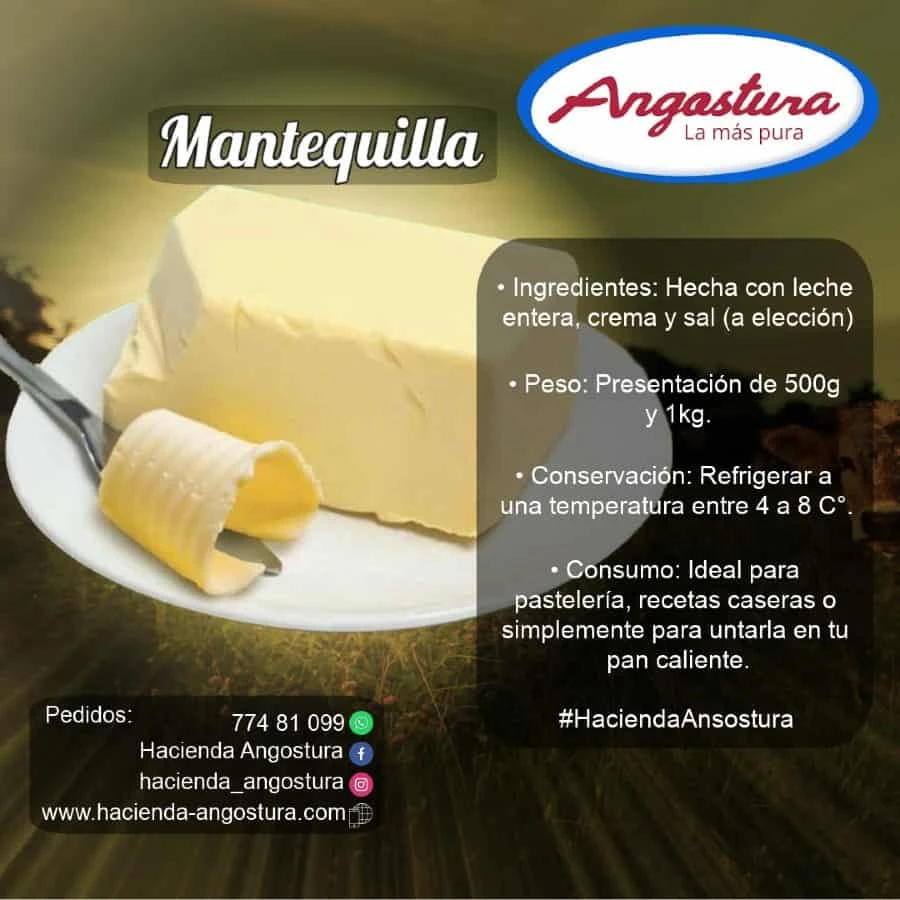 Angostura
La más pura
Mantequilla
• Ingredientes: Hecha con leche
entera, crema y sal (a elección)
• Peso: Presentación de 500g
y 1kg.
• Conservación: Refrigerar a
una temperatura entre 4 a 8 C°.
• Consumo: Ideal para
pastelería, recetas caseras o
simplemente para untarla en tu
pan caliente.
#HaciendaAnsostura
Pedidos:
774 81 099
Hacienda Angostura
hacienda_angostura
www.hacienda-angostura.com